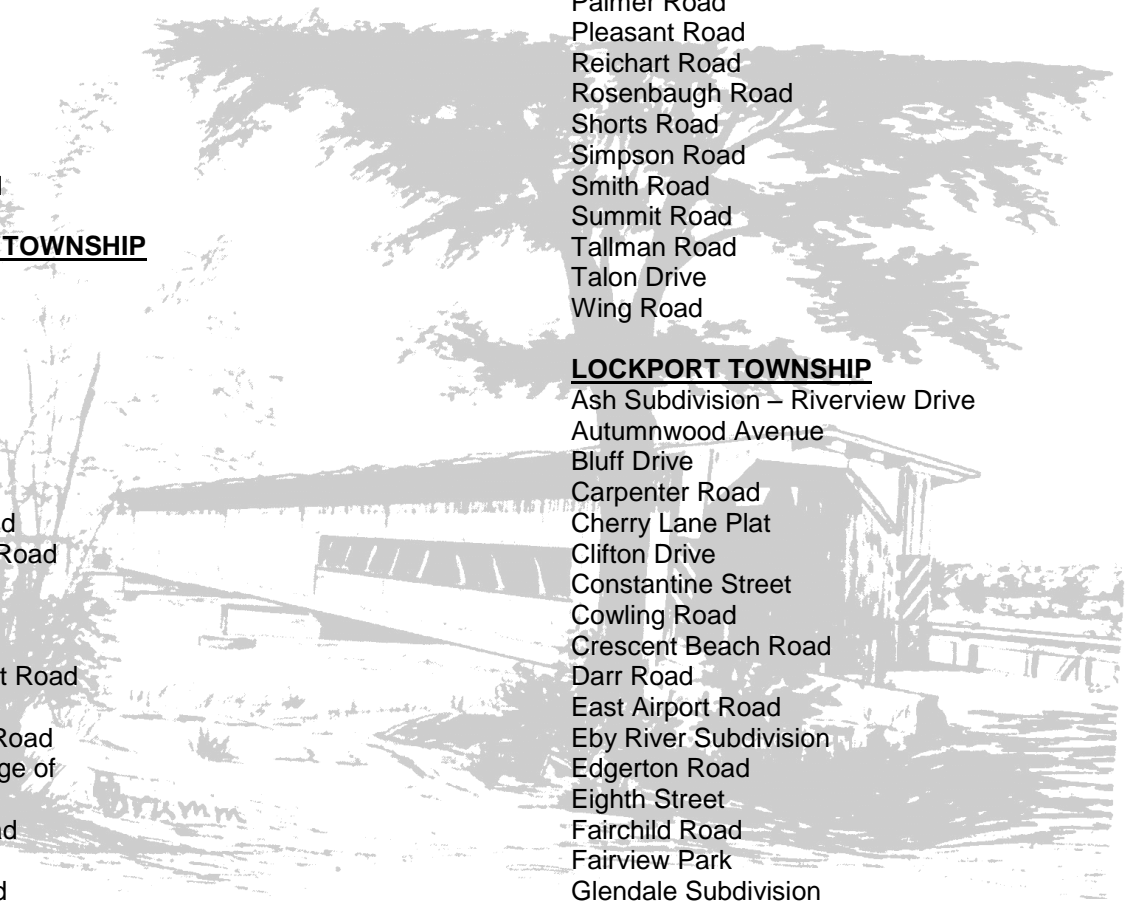 TOWNSHIP
d
Road
t Road
Road
ge of
d
Palmer Road
Pleasant Road
Reichart Road
Rosenbaugh Road
Shorts Road
Simpson Road
Smith Road
Summit Road
Tallman Road
Talon Drive
Wing Road
LOCKPORT TOWNSHIP
Ash Subdivision – Riverview Drive
Autumnwood Avenue
Bluff Drive
Carpenter Road
Cherry Lane Plat
Clifton Drive
Constantine Street
Cowling Road
Crescent Beach Road
Darr Road
East Airport Road
Eby River Subdivision
Edgerton Road
Eighth Street
Fairchild Road
Fairview Park
Glendale Subdivision
Brumm